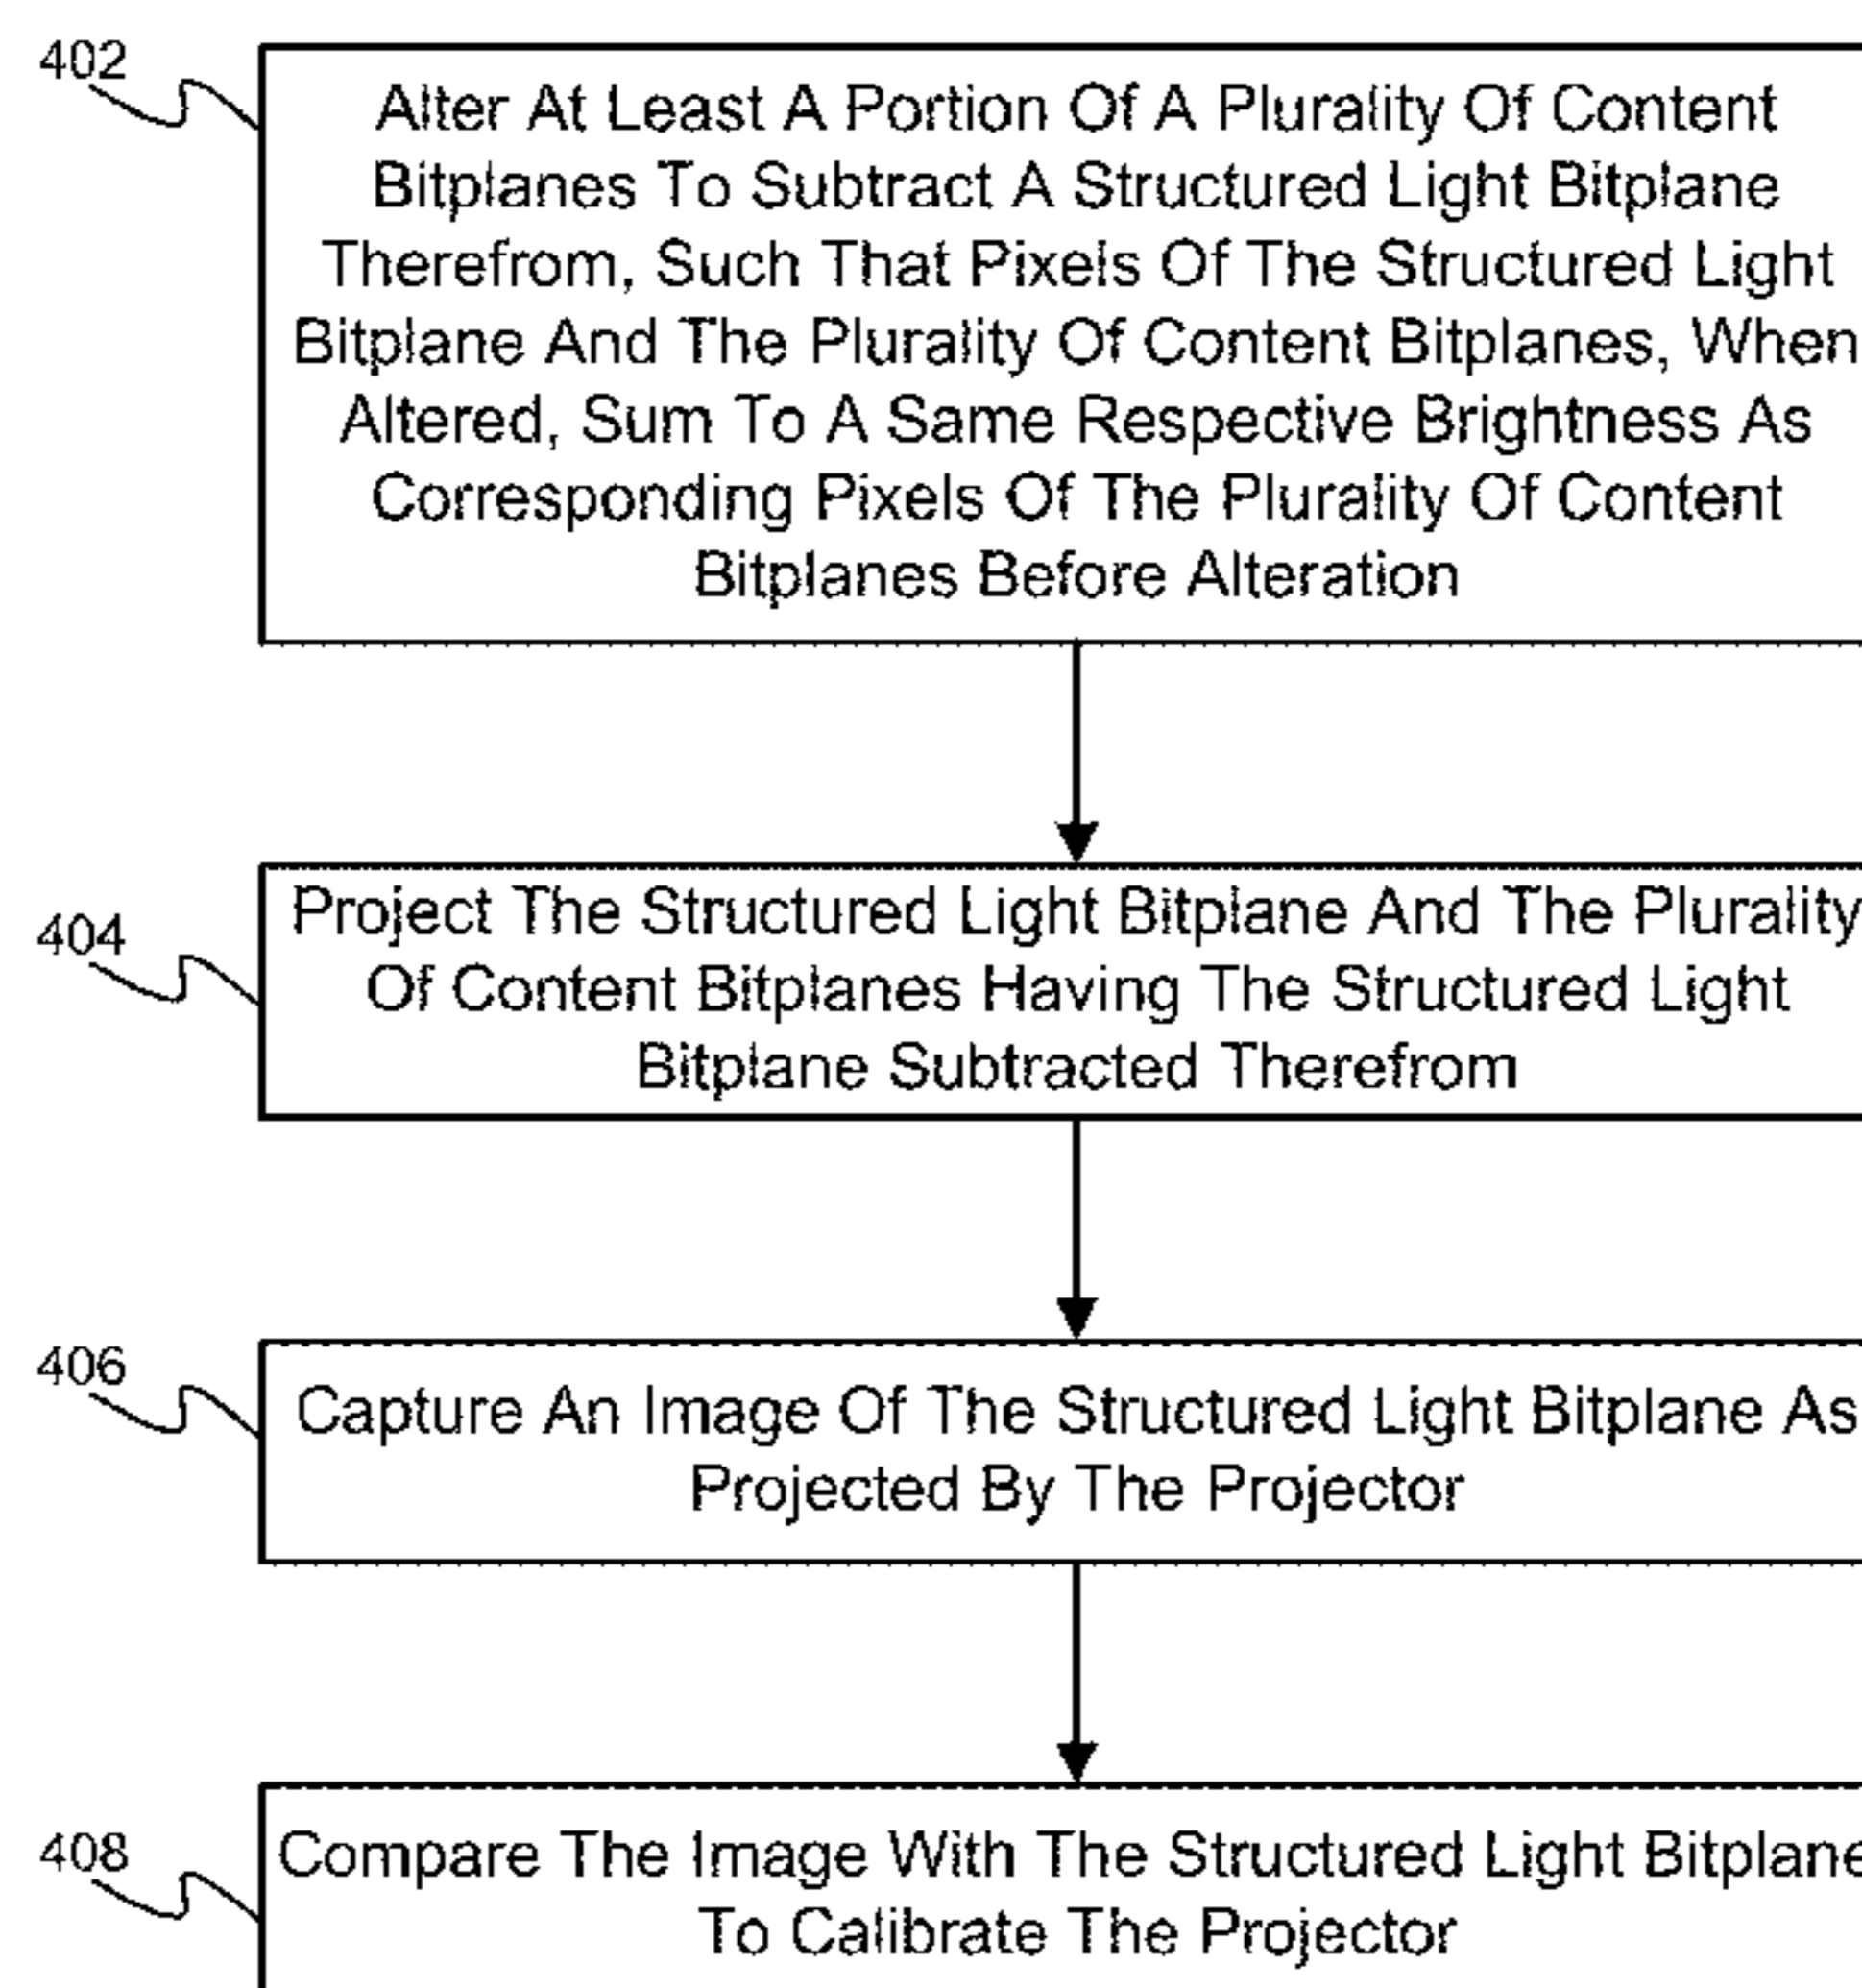 402
Alter At Least A Portion Of A Plurality Of Content
Bitplanes To Subtract A Structured Light Bitplane
Therefrom, Such That Pixels Of The Structured Light
Bitplane And The Plurality Of Content Bitplanes, When
Altered, Sum To A Same Respective Brightness As
Corresponding Pixels Of The Plurality Of Content
Bitplanes Before Alteration
404
Project The Structured Light Bitplane And The Plurality
Of Content Bitplanes Having The Structured Light
Bitplane Subtracted Therefrom
406
Capture An Image Of The Structured Light Bitplane As
Projected By The Projector
408
Compare The Image With The Structured Light Bitplane
To Calibrate The Projector